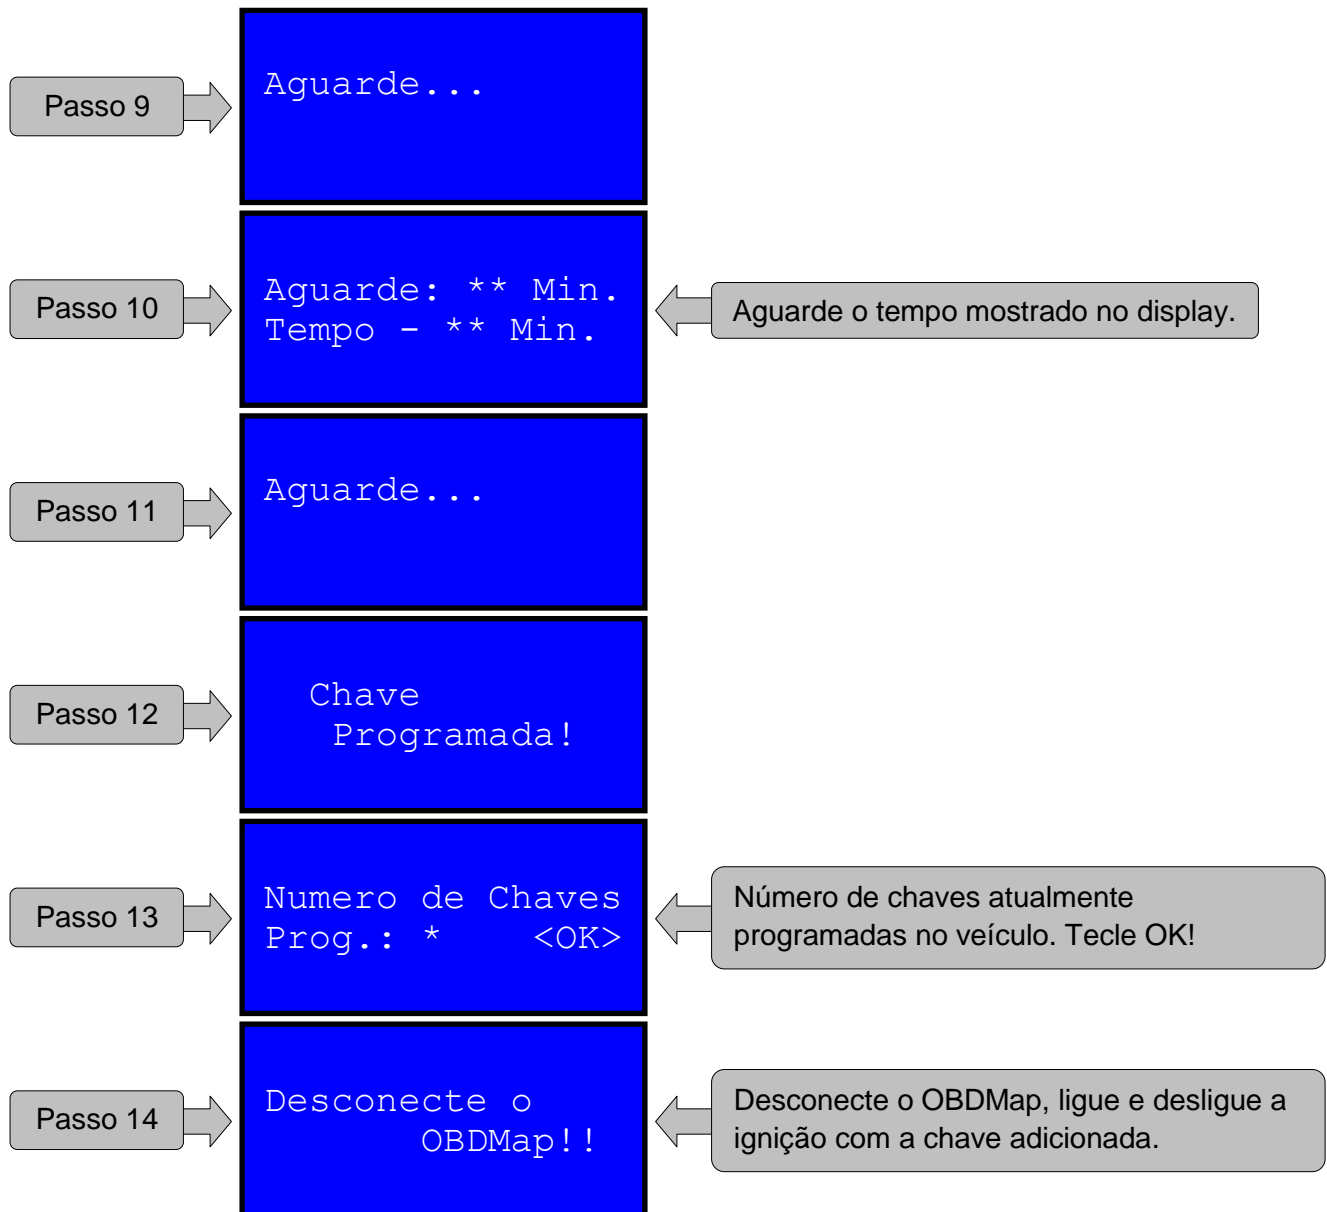 Passo 9
Aguarde...
Passo 10
Aguarde: ** Min.
Tempo - ** Min.
Aguarde o tempo mostrado no display.
Passo 11
Aguarde...
Passo 12
Chave
Programada!
Passo 13
Numero de Chaves
Prog.: * <OK>
Número de chaves atualmente
programadas no veículo. Tecle OK!
Passo 14
Desconecte o
OBDMap!!
Desconecte o OBDMap, ligue e desligue a
ignição com a chave adicionada.